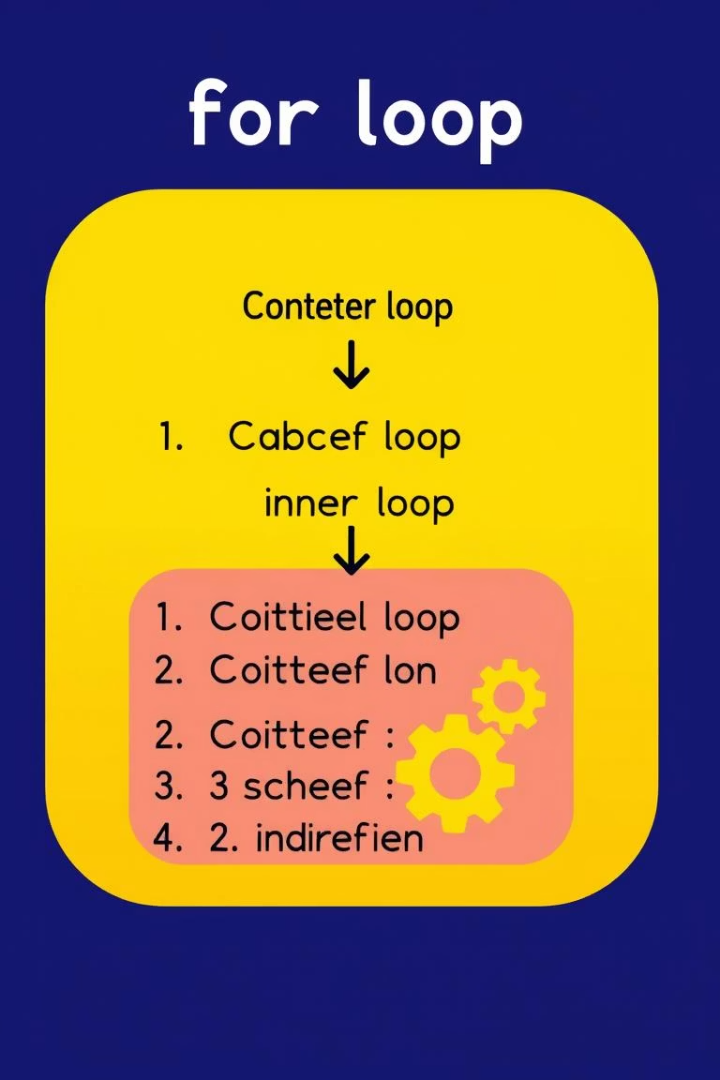 for loop
Conteter loop
1. Cabcef loop
inner loop
1. Coittieel loop
2. Coitteef lon
2. Coitteef :
3. 3 scheef :
4. 2. indirefien